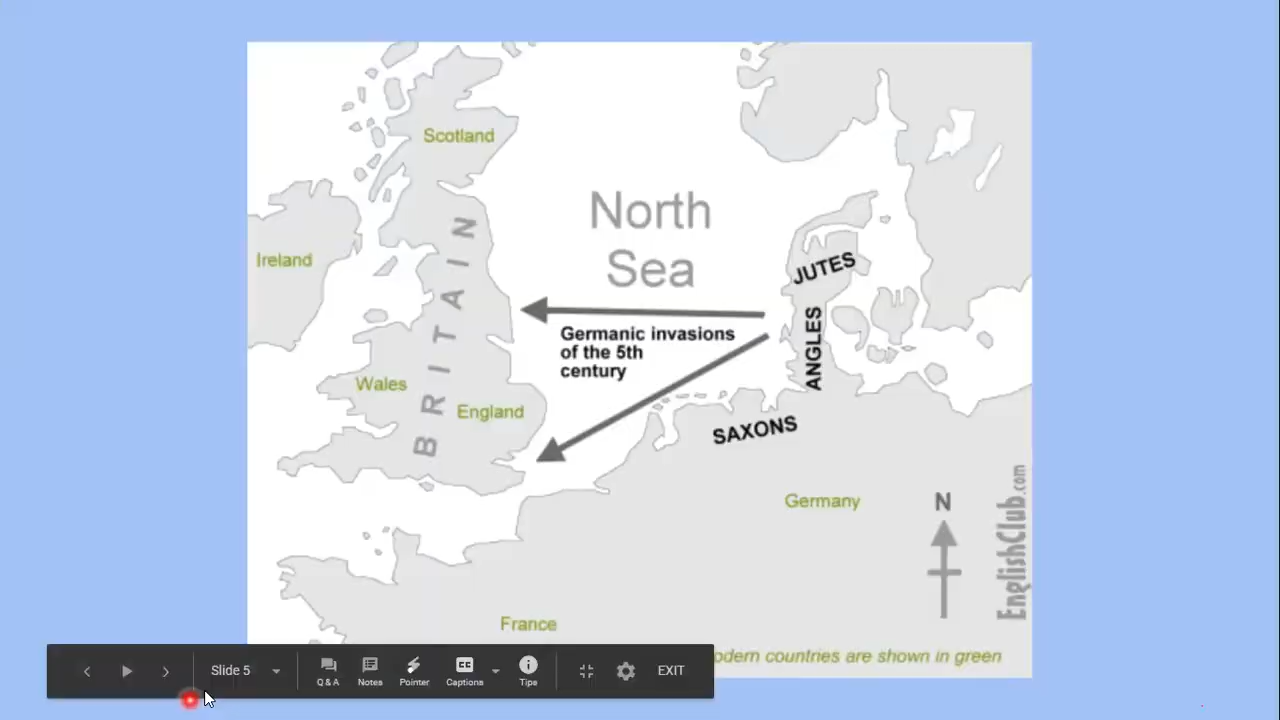 Scotland
North
Sea
Ireland
BRITAIN
JUTES
ANGLES
Germanic invasions
of the 5th
century
Wales
England
SAXONS
Germany
N
EnglishClub.com
France
odern countries are shown in green
Slide 5
Q & A
Notes
Pointer
CC
Captions
Tips
EXIT